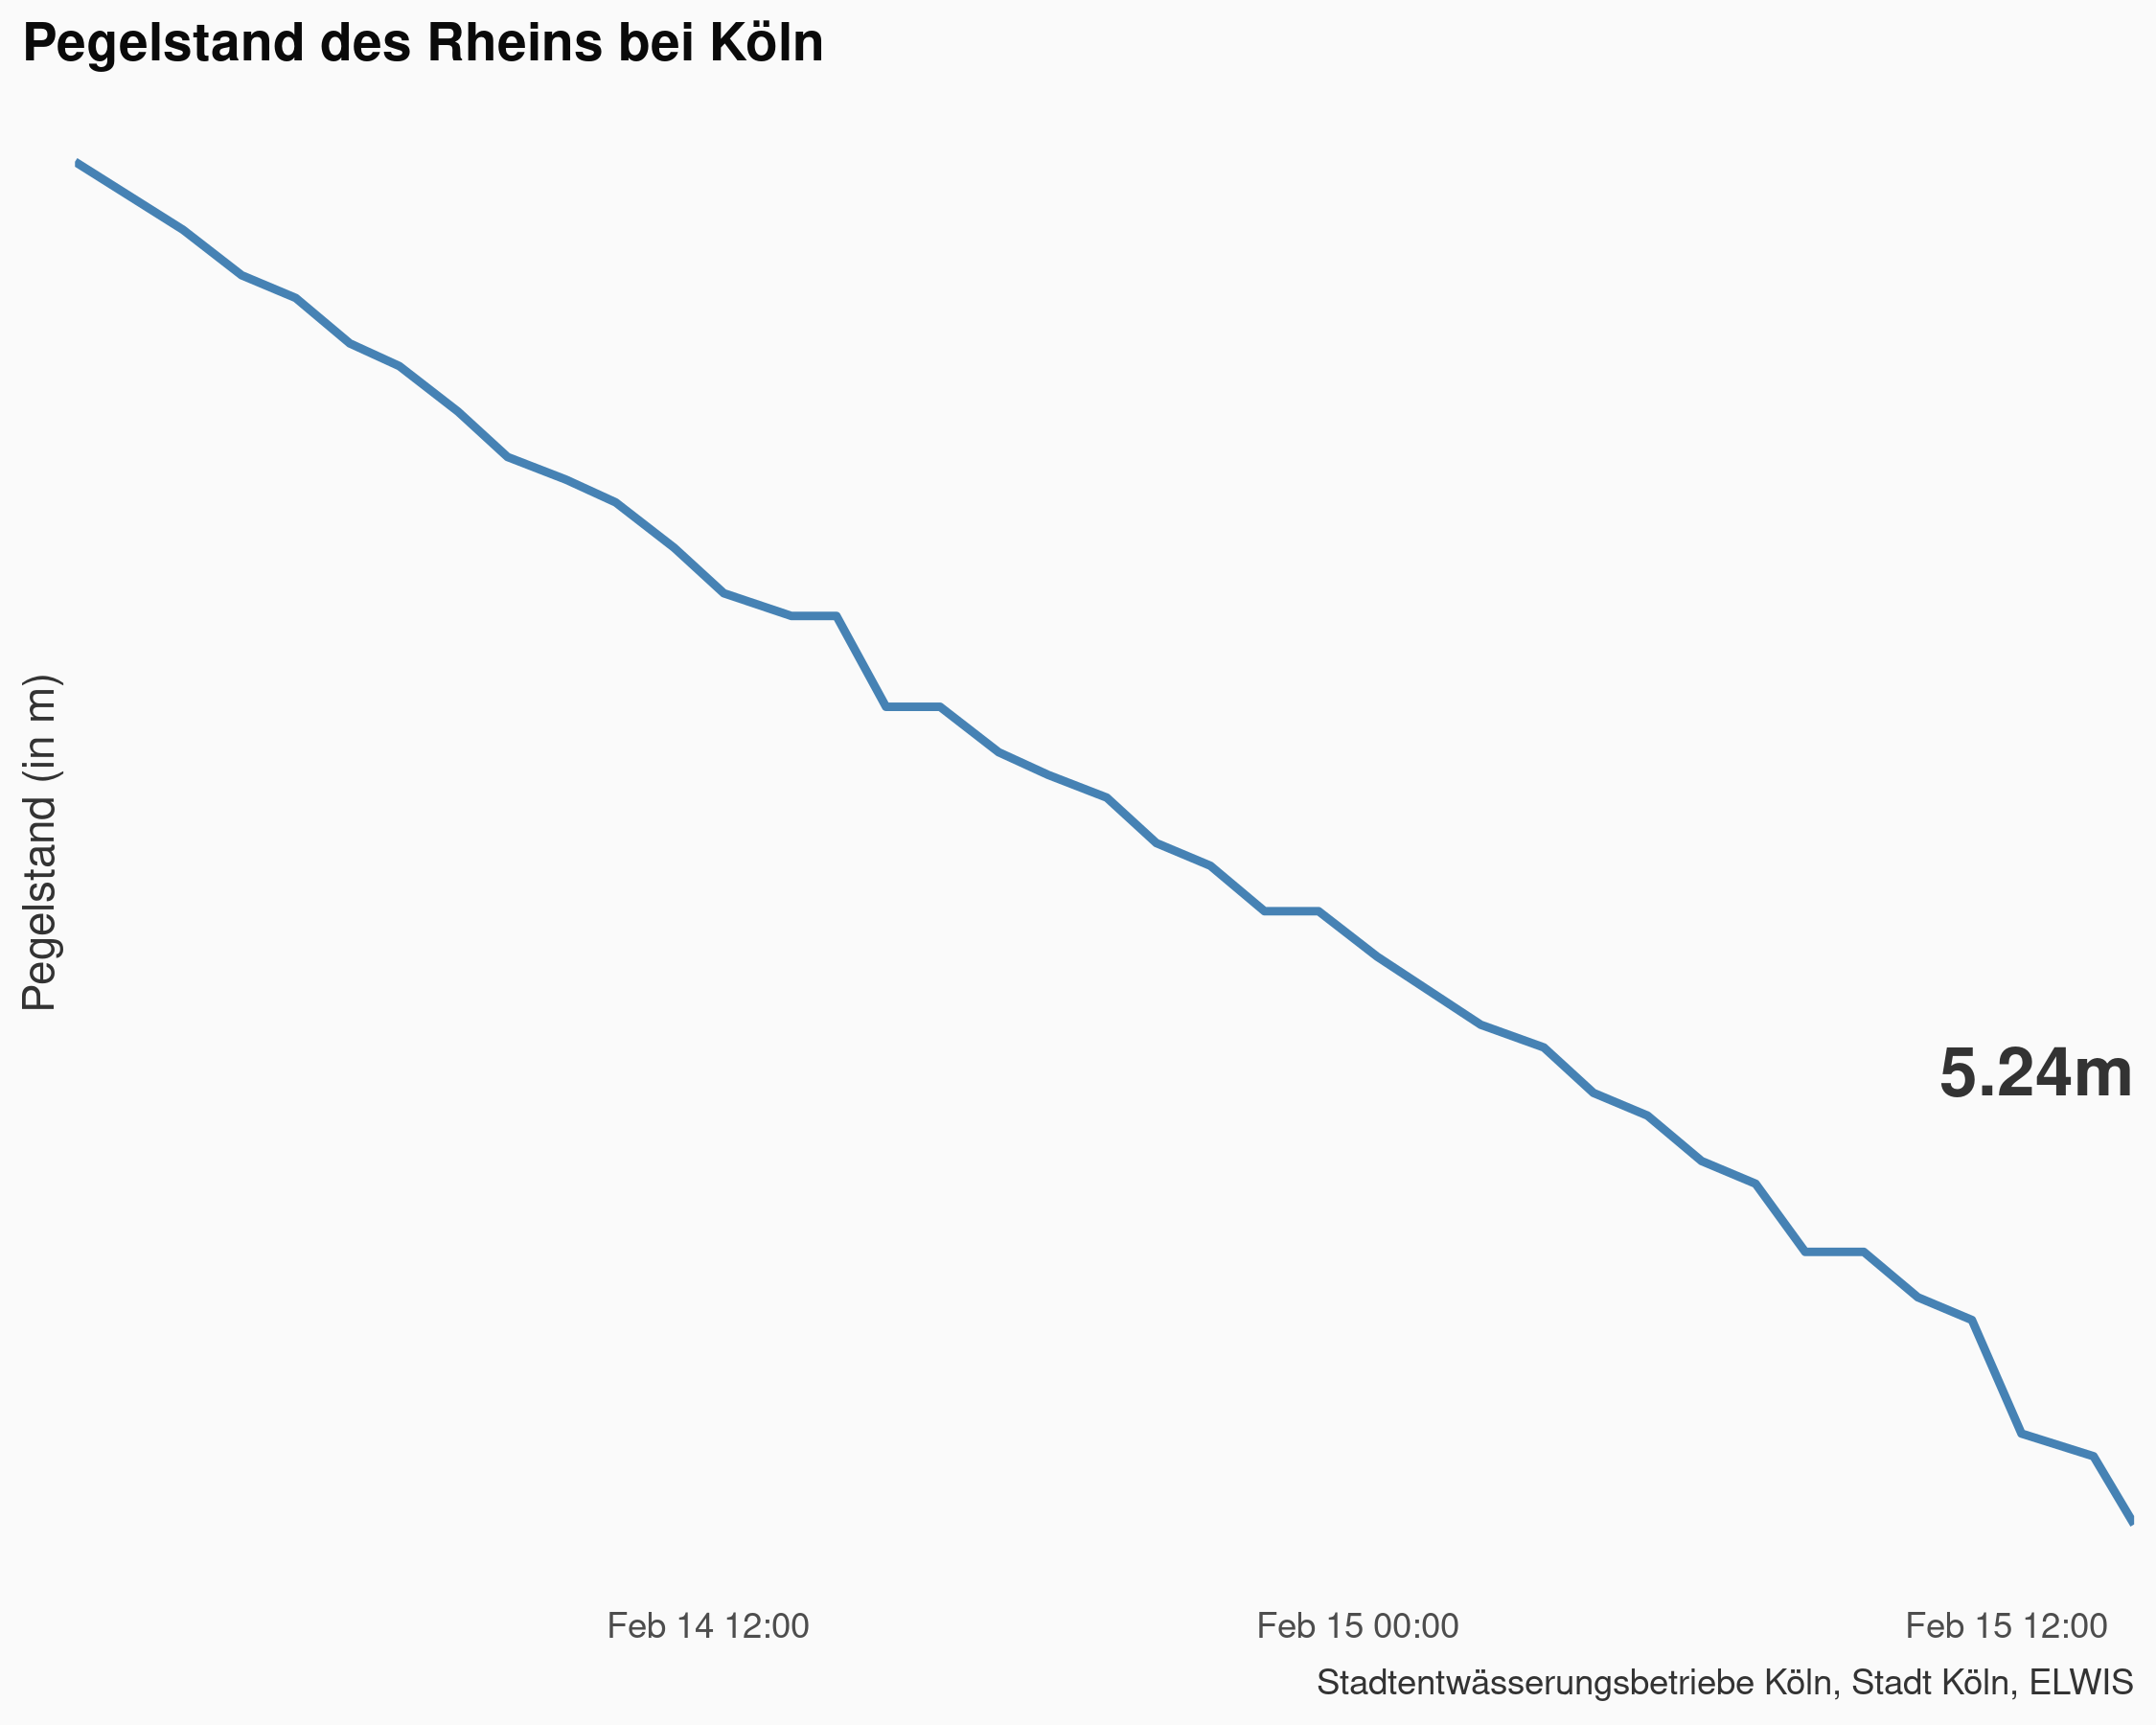 Pegelstand des Rheins bei Köln
Pegelstand (in m)
5.24m
Feb 14 12:00
Feb 15 00:00
Feb 15 12:00
Stadtentwässerungsbetriebe Köln, Stadt Köln, ELWIS